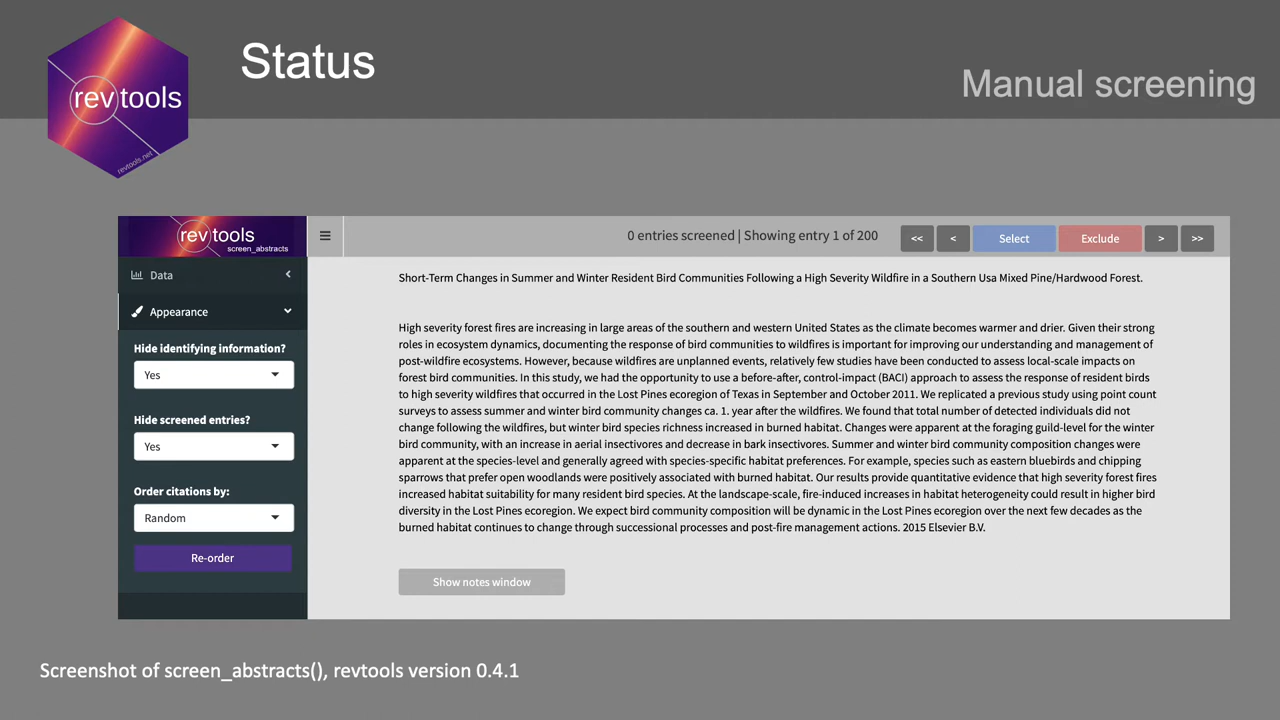 Status
Manual screening
revtools
revtools.net
revtools
screen_abstracts
0 entries screened | Showing entry 1 of 200
<<
<
Select
Exclude
>
>>
Data
Appearance
Hide identifying information?
Yes
Hide screened entries?
Yes
Order citations by:
Random
Re-order
Short-Term Changes in Summer and Winter Resident Bird Communities Following a High Severity Wildfire in a Southern Usa Mixed Pine/Hardwood Forest.
High severity forest fires are increasing in large areas of the southern and western United States as the climate becomes warmer and drier. Given their strong
roles in ecosystem dynamics, documenting the response of bird communities to wildfires is important for improving our understanding and management of
post-wildfire ecosystems. However, because wildfires are unplanned events, relatively few studies have been conducted to assess local-scale impacts on
forest bird communities. In this study, we had the opportunity to use a before-after, control-impact (BACI) approach to assess the response of resident birds
to high severity wildfires that occurred in the Lost Pines ecoregion of Texas in September and October 2011. We replicated a previous study using point count
surveys to assess summer and winter bird community changes ca. 1. year after the wildfires. We found that total number of detected individuals did not
change following the wildfires, but winter bird species richness increased in burned habitat. Changes were apparent at the foraging guild-level for the winter
bird community, with an increase in aerial insectivores and decrease in bark insectivores. Summer and winter bird community composition changes were
apparent at the species-level and generally agreed with species-specific habitat preferences. For example, species such as eastern bluebirds and chipping
sparrows that prefer open woodlands were positively associated with burned habitat. Our results provide quantitative evidence that high severity forest fires
increased habitat suitability for many resident bird species. At the landscape-scale, fire-induced increases in habitat heterogeneity could result in higher bird
diversity in the Lost Pines ecoregion. We expect bird community composition will be dynamic in the Lost Pines ecoregion over the next few decades as the
burned habitat continues to change through successional processes and post-fire management actions. 2015 Elsevier B.V.
Show notes window
Screenshot of screen_abstracts(), revtools version 0.4.1